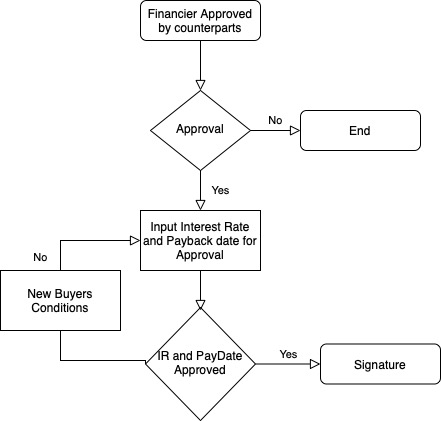 Financier Approved
by counterparts
Approval
No
End
Yes
Input Interest Rate
and Payback date for
Approval
No
New Buyers
Conditions
IR and PayDate
Approved
Yes
Signature